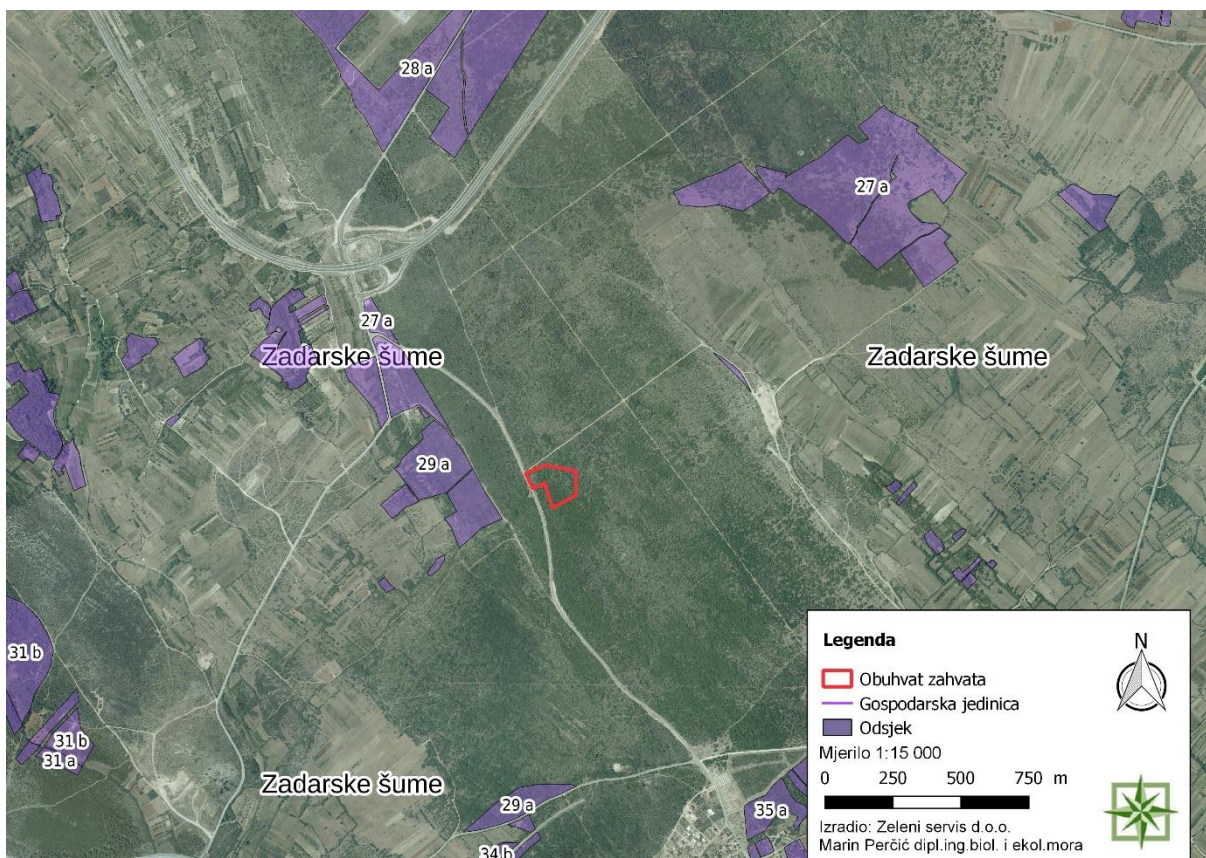 28 a
27 a
27 a
Zadarske šume
Zadarske šume
29 a
31 b
31 b
31 a
Zadarske šume
29 a
34 b
35 a
Legenda
N
Obuhvat zahvata
Gospodarska jedinica
Odsjek
Mjerilo 1:15 000
0 250 500 750 m
Izradio: Zeleni servis d.o.o.
Marin Perčić dipl.ing.biol. i ekol.mora